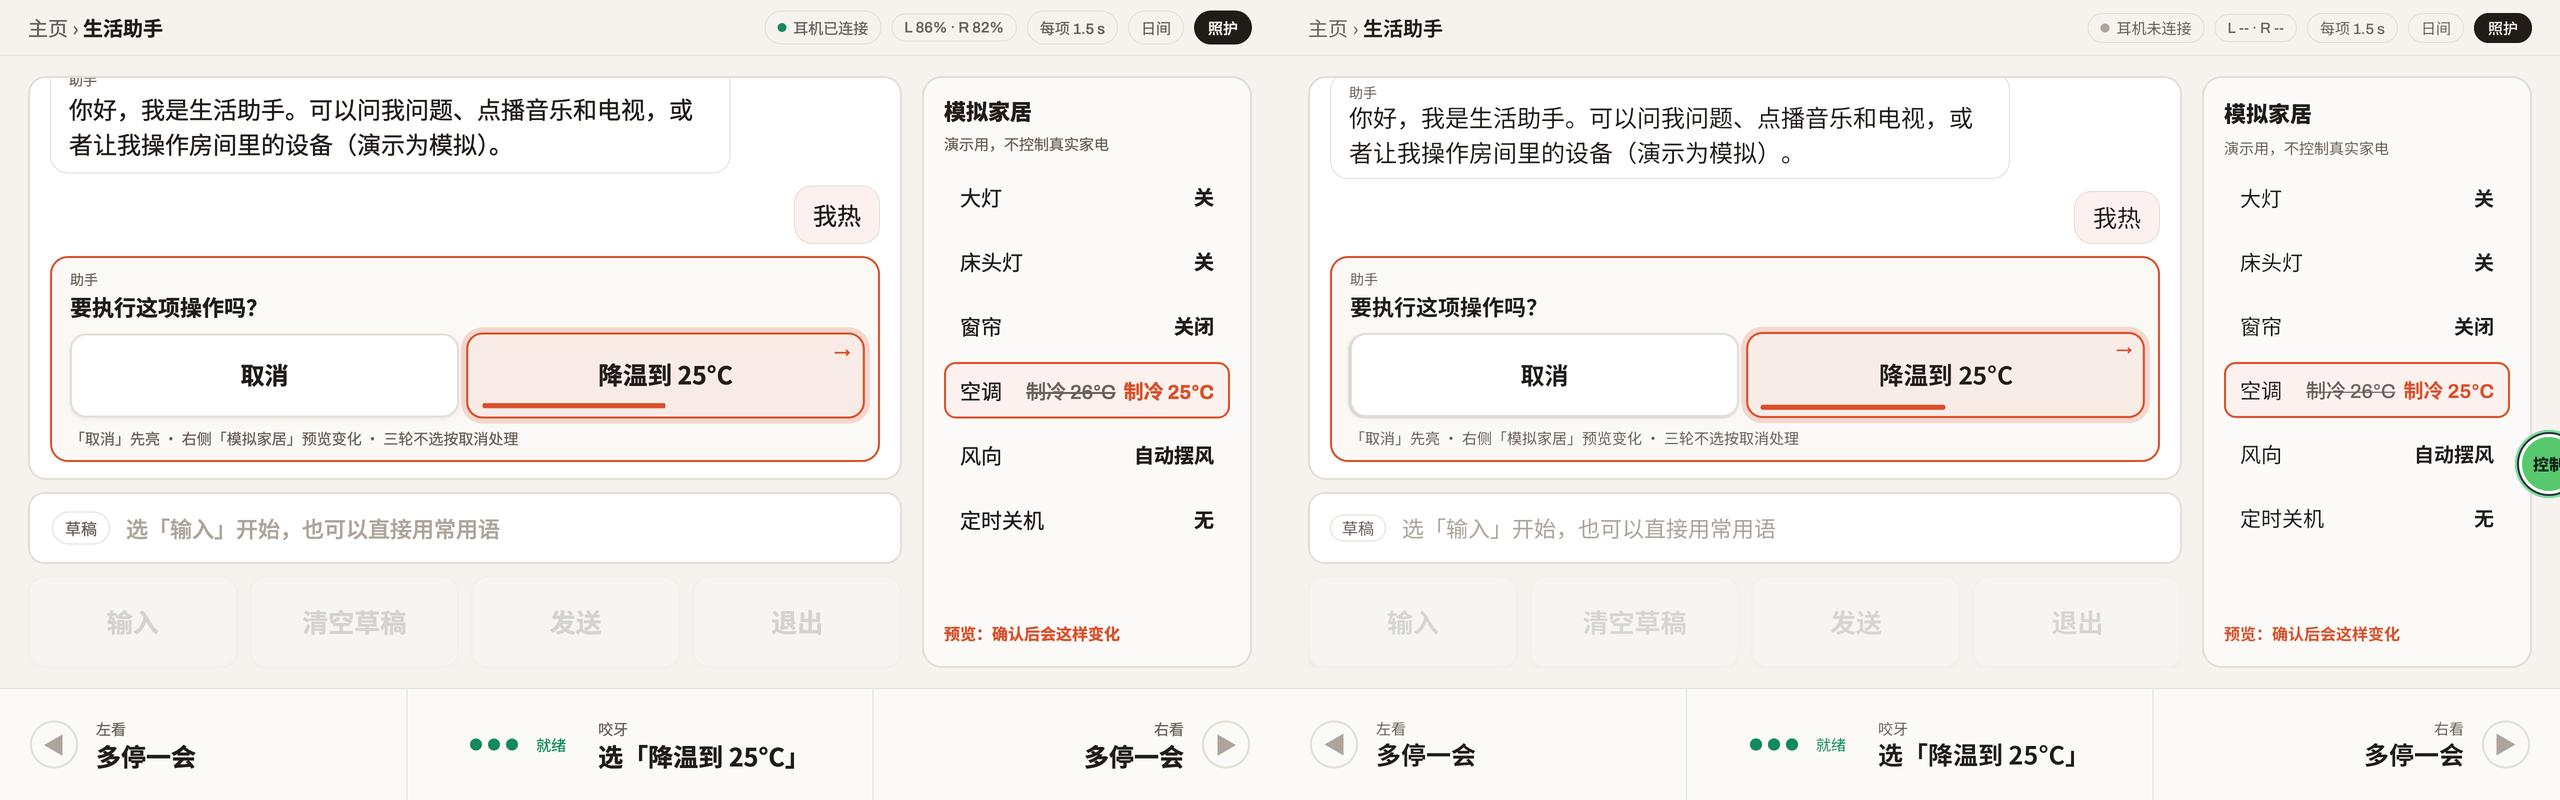 主页 › 生活助手
耳机已连接
L 86% · R 82%
每项 1.5 s
日间
照护
助手
你好，我是生活助手。可以问我问题、点播音乐和电视，或
者让我操作房间里的设备（演示为模拟）。
我热
助手
要执行这项操作吗？
取消
降温到 25°C
→
「取消」先亮 · 右侧「模拟家居」预览变化 · 三轮不选按取消处理
草稿
选「输入」开始，也可以直接用常用语
输入
清空草稿
发送
退出
模拟家居
演示用，不控制真实家电
大灯 关
床头灯 关
窗帘 关闭
空调 制冷 26°C 制冷 25°C
风向 自动摆风
定时关机 无
预览：确认后会这样变化
左看
多停一会
就绪
咬牙
选「降温到 25°C」
右看
多停一会
主页 › 生活助手
耳机未连接
L -- · R --
每项 1.5 s
日间
照护
助手
你好，我是生活助手。可以问我问题、点播音乐和电视，或
者让我操作房间里的设备（演示为模拟）。
我热
助手
要执行这项操作吗？
取消
降温到 25°C
→
「取消」先亮 · 右侧「模拟家居」预览变化 · 三轮不选按取消处理
草稿
选「输入」开始，也可以直接用常用语
输入
清空草稿
发送
退出
模拟家居
演示用，不控制真实家电
大灯 关
床头灯 关
窗帘 关闭
空调 制冷 26°C 制冷 25°C
风向 自动摆风
定时关机 无
预览：确认后会这样变化
左看
多停一会
就绪
咬牙
选「降温到 25°C」
右看
多停一会